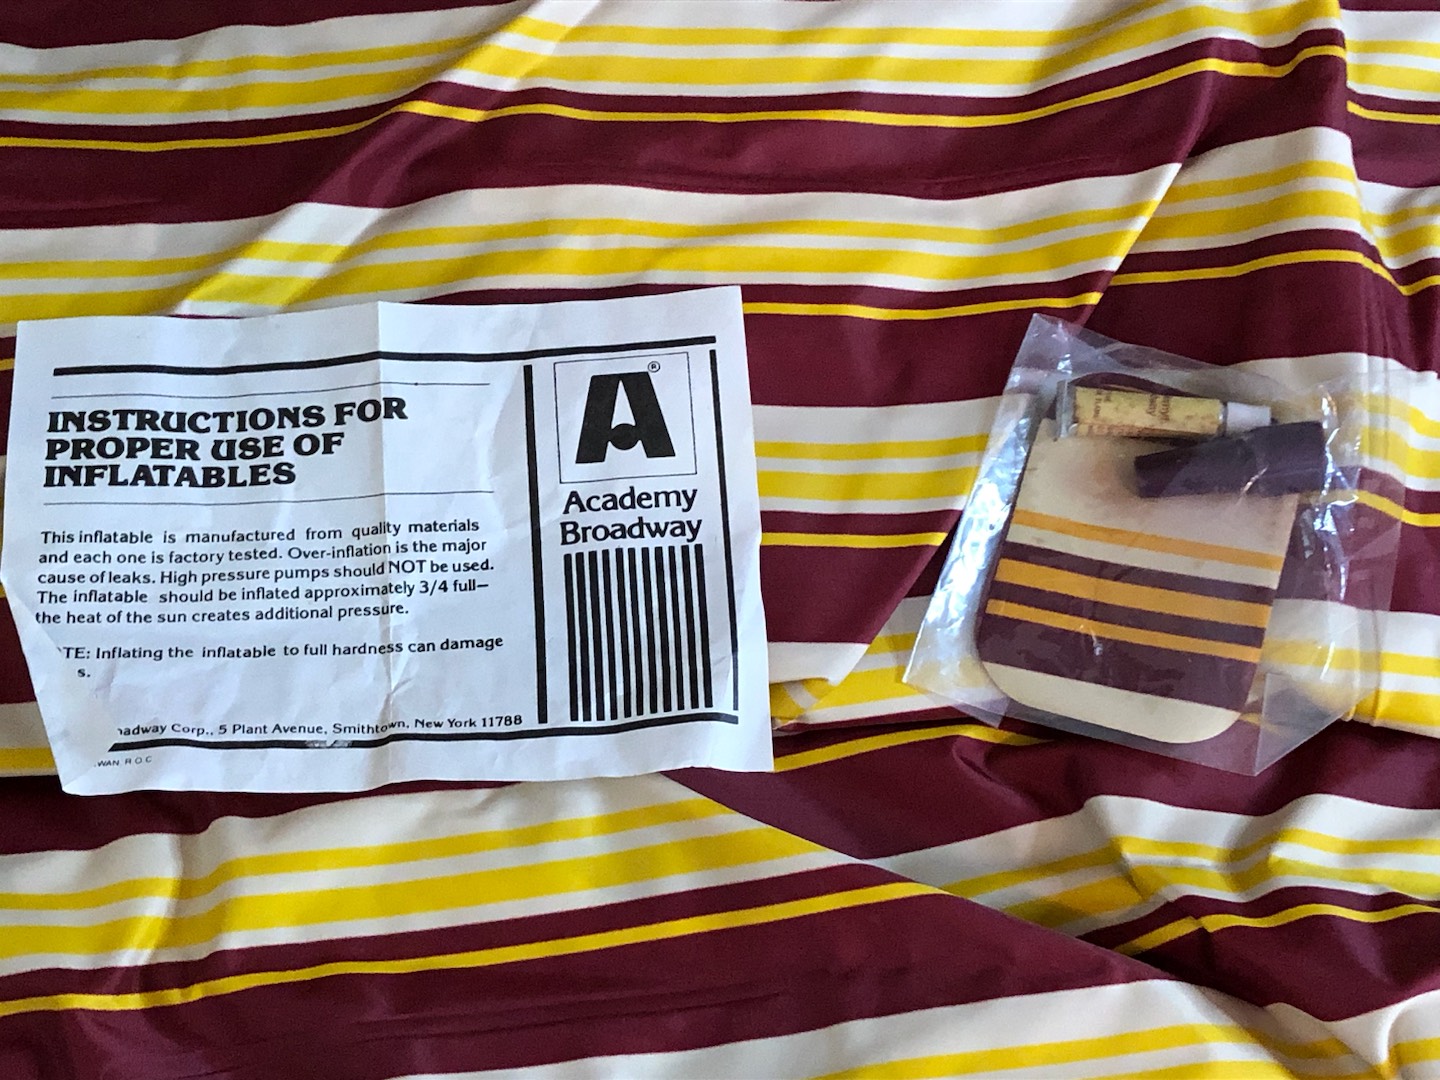 INSTRUCTIONS FOR
PROPER USE OF
INFLATABLES
This inflatable is manufactured from quality materials
and each one is factory tested. Over-inflation is the major
cause of leaks. High pressure pumps should NOT be used.
The inflatable should be inflated approximately 3/4 full—
the heat of the sun creates additional pressure.
TE: Inflating the inflatable to full hardness can damage
s.
adway Corp., 5 Plant Avenue, Smithtown, New York 11788
WAN. R.O.C
A®
Academy
Broadway